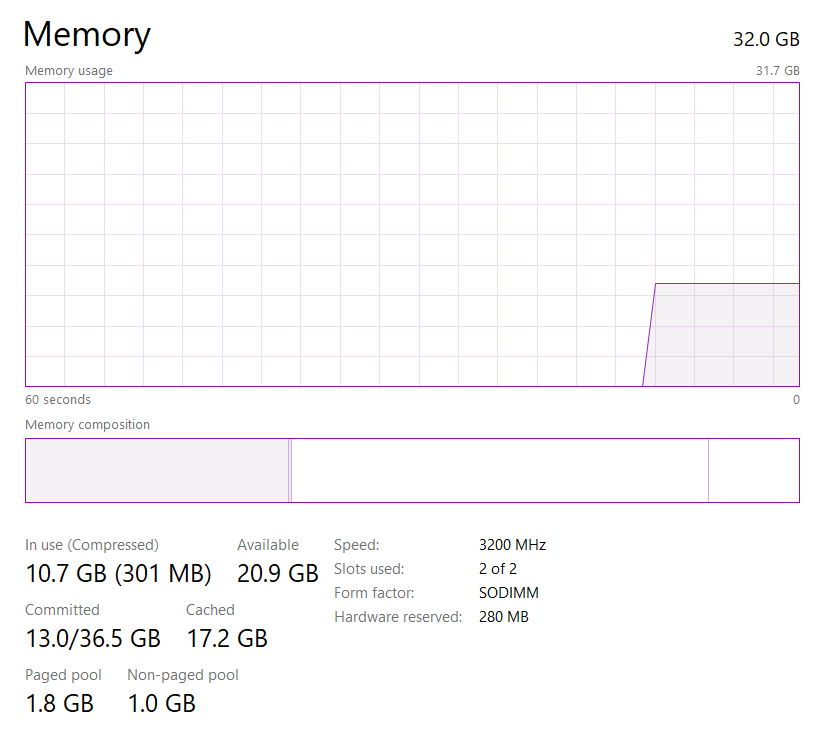 Memory 32.0 GB
Memory usage 31.7 GB
60 seconds 0
Memory composition
In use (Compressed) Available Speed: 3200 MHz
10.7 GB (301 MB) 20.9 GB Slots used: 2 of 2
Form factor: SODIMM
Committed Cached Hardware reserved: 280 MB
13.0/36.5 GB 17.2 GB
Paged pool Non-paged pool
1.8 GB 1.0 GB